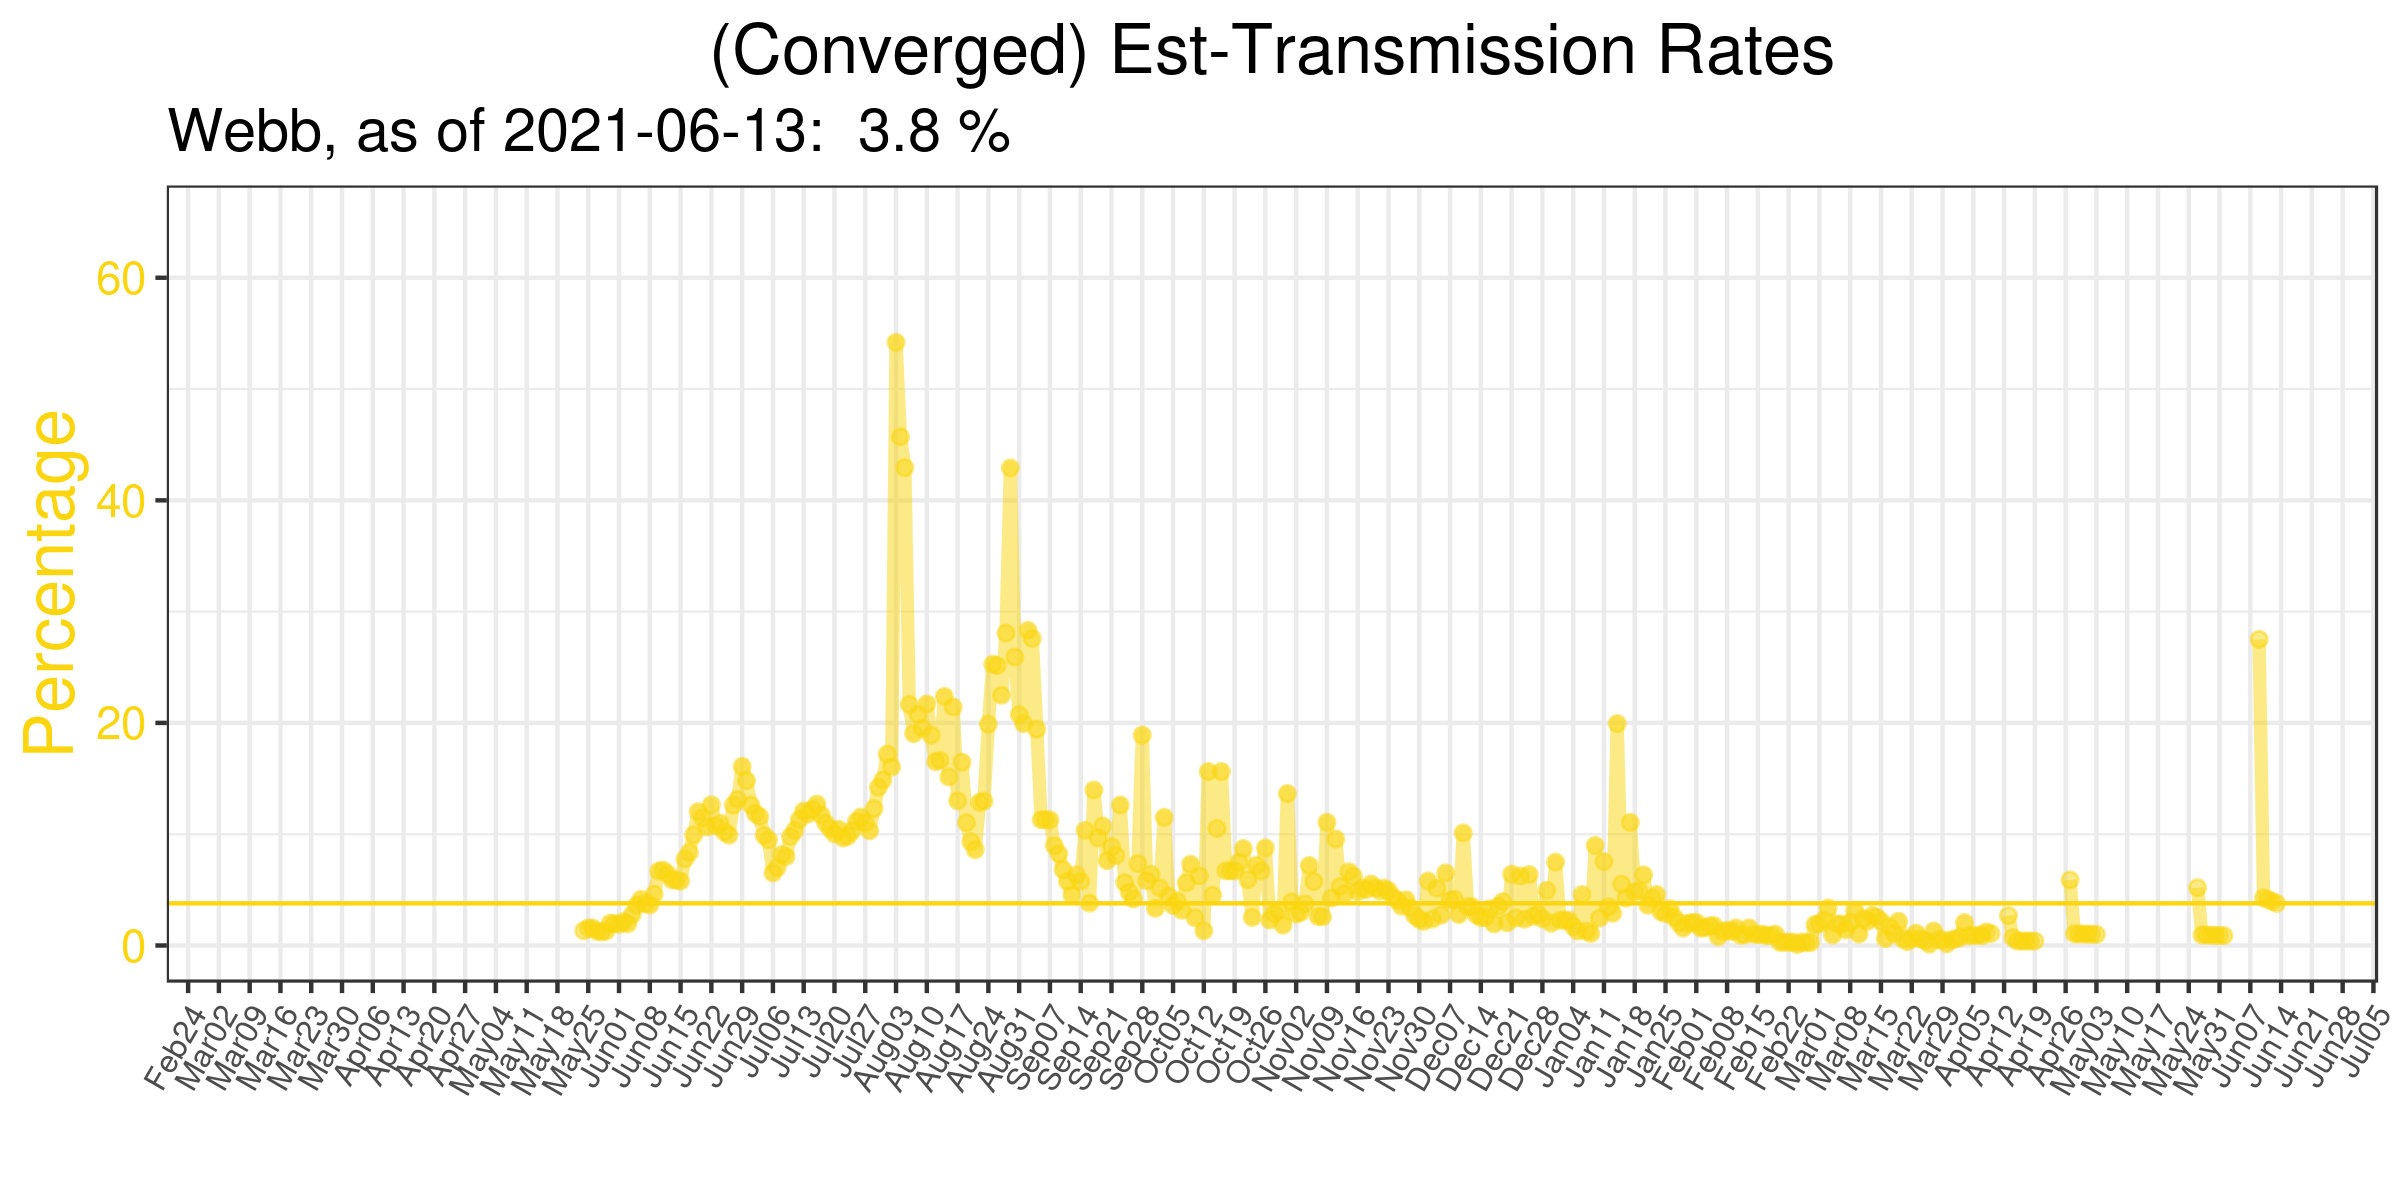 (Converged) Est-Transmission Rates
Webb, as of 2021-06-13:  3.8 %
Percentage
60
40
20
0
Feb24
Mar02
Mar09
Mar16
Mar23
Mar30
Apr06
Apr13
Apr20
Apr27
May04
May11
May18
May25
Jun01
Jun08
Jun15
Jun22
Jun29
Jul06
Jul13
Jul20
Jul27
Aug03
Aug10
Aug17
Aug24
Aug31
Sep07
Sep14
Sep21
Sep28
Oct05
Oct12
Oct19
Oct26
Nov02
Nov09
Nov16
Nov23
Nov30
Dec07
Dec14
Dec21
Dec28
Jan04
Jan11
Jan18
Jan25
Feb01
Feb08
Feb15
Feb22
Mar01
Mar08
Mar15
Mar22
Mar29
Apr05
Apr12
Apr19
Apr26
May03
May10
May17
May24
May31
Jun07
Jun14
Jun21
Jun28
Jul05